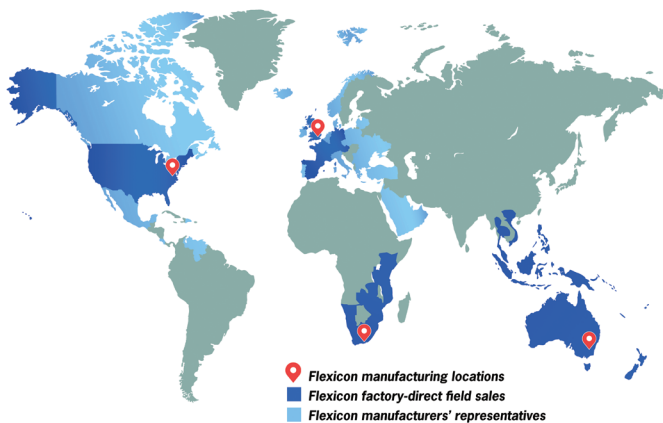 Flexicon manufacturing locations
Flexicon factory-direct field sales
Flexicon manufacturers' representatives